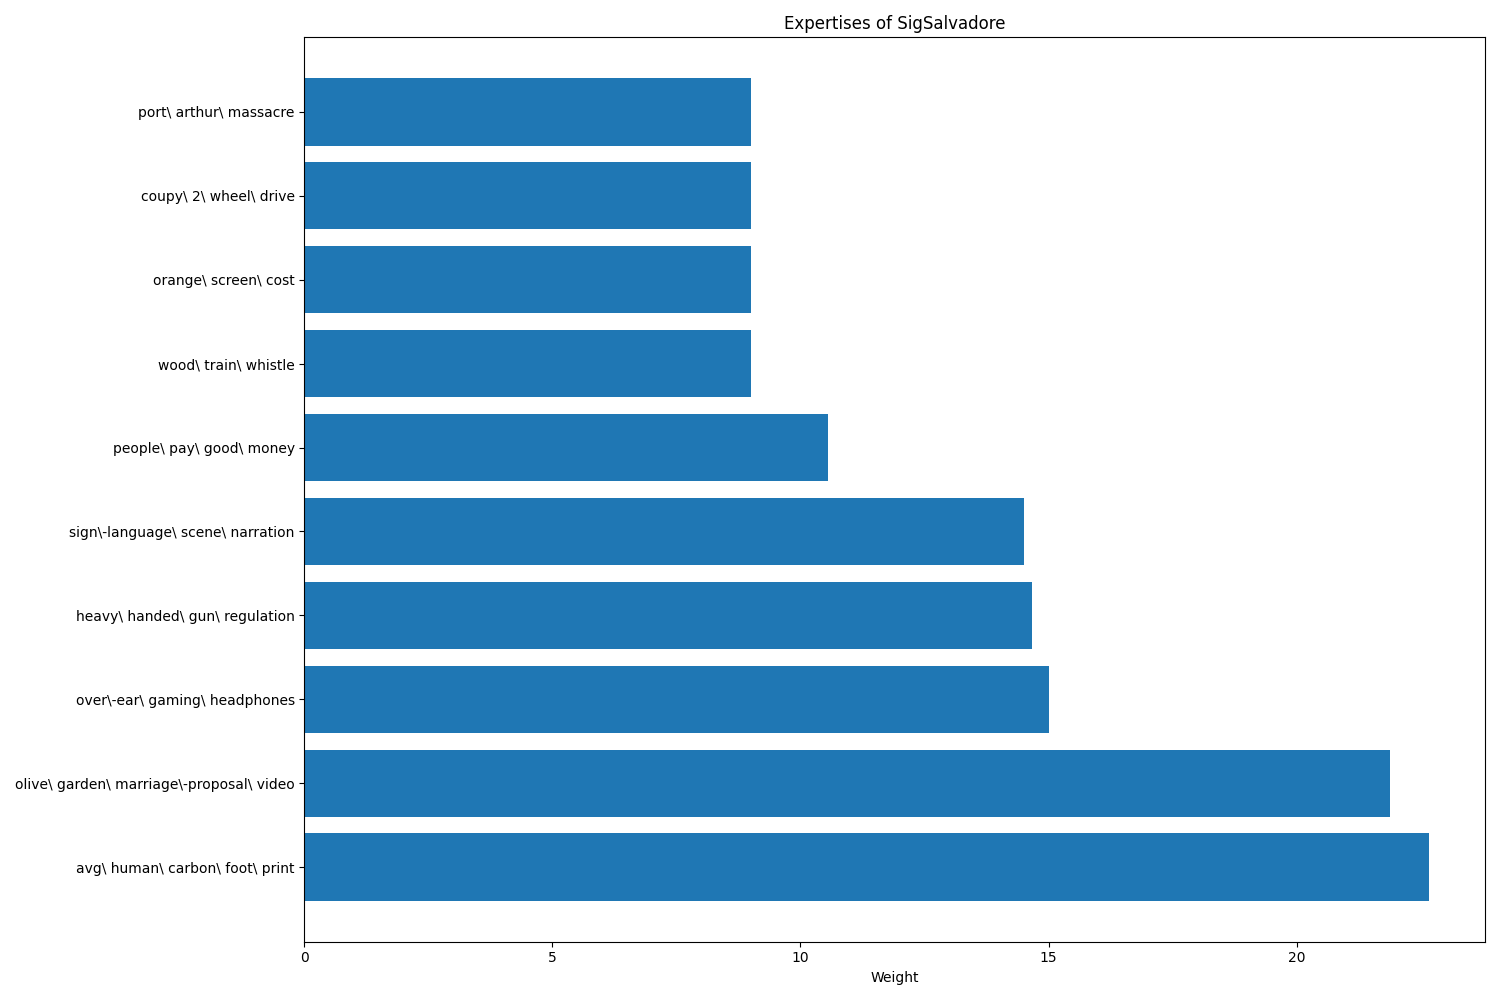 Expertises of SigSalvadore
port\ arthur\ massacre
coupy\ 2\ wheel\ drive
orange\ screen\ cost
wood\ train\ whistle
people\ pay\ good\ money
sign\-language\ scene\ narration
heavy\ handed\ gun\ regulation
over\-ear\ gaming\ headphones
olive\ garden\ marriage\-proposal\ video
avg\ human\ carbon\ foot\ print
0 5 10 15 20
Weight